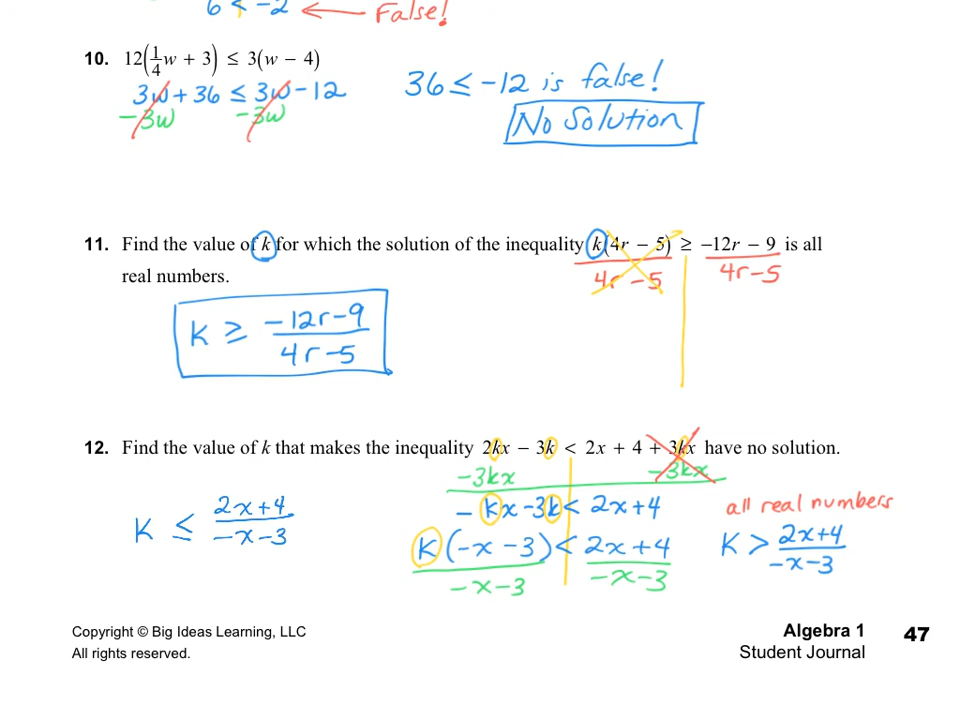 6 < -2 ← False!
10. 12(1/4 w + 3) ≤ 3(w − 4)
3w + 36 ≤ 3w - 12
-3w -3w
36 ≤ -12 is false!
No Solution
11. Find the value of k for which the solution of the inequality k(4r − 5) ≥ −12r − 9 is all
real numbers.
4r - 5 4r - 5
K ≥ (-12r - 9)/(4r - 5)
12. Find the value of k that makes the inequality 2kx − 3k < 2x + 4 + 3kx have no solution.
-3kx -3kx
- Kx - 3k < 2x + 4
K(-x - 3) < 2x + 4
-x - 3 -x - 3
K ≤ (2x + 4)/(-x - 3)
all real numbers
K > (2x + 4)/(-x - 3)
Copyright © Big Ideas Learning, LLC
All rights reserved.
Algebra 1
Student Journal
47